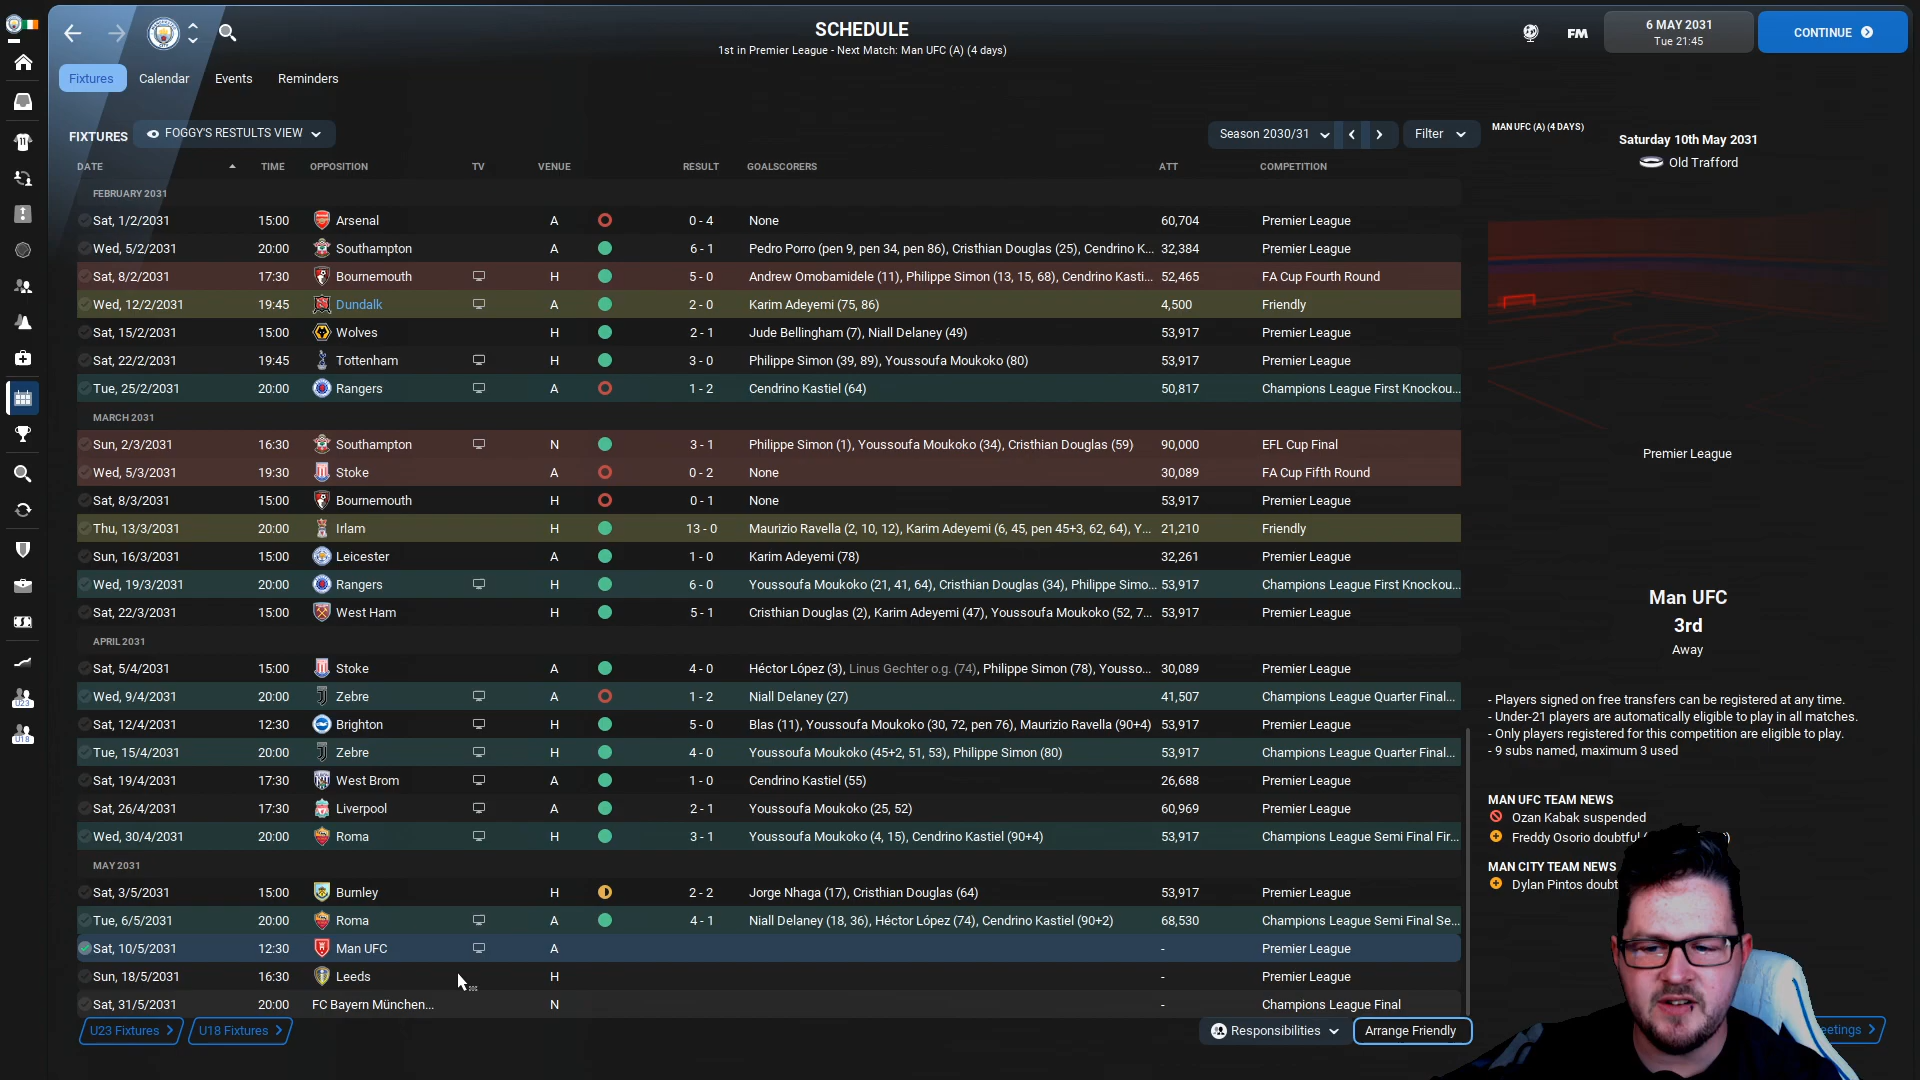 SCHEDULE
1st in Premier League - Next Match: Man UFC (A) (4 days)
FM
6 MAY 2031
Tue 21:45
CONTINUE
Fixtures Calendar Events Reminders
FIXTURES FOGGY'S RESTULTS VIEW
Season 2030/31 Filter
DATE TIME OPPOSITION TV VENUE RESULT GOALSCORERS ATT COMPETITION
FEBRUARY 2031
Sat, 1/2/2031 15:00 Arsenal A 0 - 4 None 60,704 Premier League
Wed, 5/2/2031 20:00 Southampton A 6 - 1 Pedro Porro (pen 9, pen 34, pen 86), Cristhian Douglas (25), Cendrino K... 32,384 Premier League
Sat, 8/2/2031 17:30 Bournemouth H 5 - 0 Andrew Omobamidele (11), Philippe Simon (13, 15, 68), Cendrino Kasti... 52,465 FA Cup Fourth Round
Wed, 12/2/2031 19:45 Dundalk A 2 - 0 Karim Adeyemi (75, 86) 4,500 Friendly
Sat, 15/2/2031 15:00 Wolves H 2 - 1 Jude Bellingham (7), Niall Delaney (49) 53,917 Premier League
Sat, 22/2/2031 19:45 Tottenham H 3 - 0 Philippe Simon (39, 89), Youssoufa Moukoko (80) 53,917 Premier League
Tue, 25/2/2031 20:00 Rangers A 1 - 2 Cendrino Kastiel (64) 50,817 Champions League First Knockou...
MARCH 2031
Sun, 2/3/2031 16:30 Southampton N 3 - 1 Philippe Simon (1), Youssoufa Moukoko (34), Cristhian Douglas (59) 90,000 EFL Cup Final
Wed, 5/3/2031 19:30 Stoke A 0 - 2 None 30,089 FA Cup Fifth Round
Sat, 8/3/2031 15:00 Bournemouth H 0 - 1 None 53,917 Premier League
Thu, 13/3/2031 20:00 Irlam H 13 - 0 Maurizio Ravella (2, 10, 12), Karim Adeyemi (6, 45, pen 45+3, 62, 64), Y... 21,210 Friendly
Sun, 16/3/2031 15:00 Leicester A 1 - 0 Karim Adeyemi (78) 32,261 Premier League
Wed, 19/3/2031 20:00 Rangers H 6 - 0 Youssoufa Moukoko (21, 41, 64), Cristhian Douglas (34), Philippe Simo... 53,917 Champions League First Knockou...
Sat, 22/3/2031 15:00 West Ham H 5 - 1 Cristhian Douglas (2), Karim Adeyemi (47), Youssoufa Moukoko (52, 7... 53,917 Premier League
APRIL 2031
Sat, 5/4/2031 15:00 Stoke A 4 - 0 Héctor López (3), Linus Gechter o.g. (74), Philippe Simon (78), Yousso... 30,089 Premier League
Wed, 9/4/2031 20:00 Zebre A 1 - 2 Niall Delaney (27) 41,507 Champions League Quarter Final...
Sat, 12/4/2031 12:30 Brighton H 5 - 0 Blas (11), Youssoufa Moukoko (30, 72, pen 76), Maurizio Ravella (90+4) 53,917 Premier League
Tue, 15/4/2031 20:00 Zebre H 4 - 0 Youssoufa Moukoko (45+2, 51, 53), Philippe Simon (80) 53,917 Champions League Quarter Final...
Sat, 19/4/2031 17:30 West Brom A 1 - 0 Cendrino Kastiel (55) 26,688 Premier League
Sat, 26/4/2031 17:30 Liverpool A 2 - 1 Youssoufa Moukoko (25, 52) 60,969 Premier League
Wed, 30/4/2031 20:00 Roma H 3 - 1 Youssoufa Moukoko (4, 15), Cendrino Kastiel (90+4) 53,917 Champions League Semi Final Fir...
MAY 2031
Sat, 3/5/2031 15:00 Burnley H 2 - 2 Jorge Nhaga (17), Cristhian Douglas (64) 53,917 Premier League
Tue, 6/5/2031 20:00 Roma A 4 - 1 Niall Delaney (18, 36), Héctor López (74), Cendrino Kastiel (90+2) 68,530 Champions League Semi Final Se...
Sat, 10/5/2031 12:30 Man UFC A - Premier League
Sun, 18/5/2031 16:30 Leeds H - Premier League
Sat, 31/5/2031 20:00 FC Bayern München... N - Champions League Final
U23 Fixtures U18 Fixtures Responsibilities Arrange Friendly
MAN UFC (A) (4 DAYS)
Saturday 10th May 2031
Old Trafford
Premier League
Man UFC
3rd
Away
- Players signed on free transfers can be registered at any time.
- Under-21 players are automatically eligible to play in all matches.
- Only players registered for this competition are eligible to play.
- 9 subs named, maximum 3 used
MAN UFC TEAM NEWS
Ozan Kabak suspended
Freddy Osorio doubtful
MAN CITY TEAM NEWS
Dylan Pintos doubt
eetings
11
U23
U18